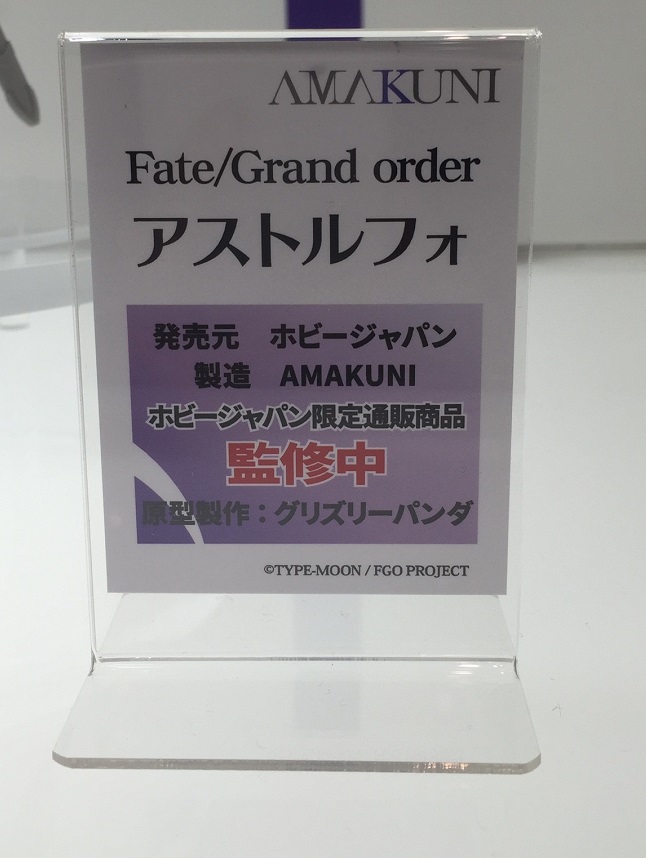 AMAKUNI
Fate/Grand order
アストルフォ
発売元　ホビージャパン
製造　AMAKUNI
ホビージャパン限定通販商品
監修中
原型製作：グリズリーパンダ
©TYPE-MOON / FGO PROJECT